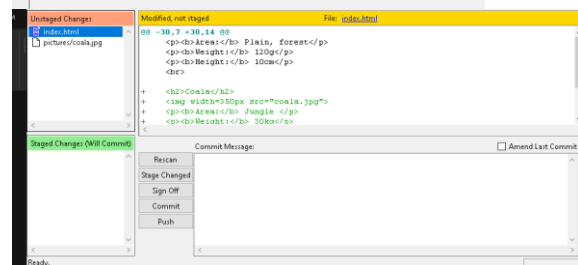 Unstaged Changes
index.html
pictures/coala.jpg
Modified, not staged File: index.html
@@ -30,7 +30,14 @@
<p><b>Area:</b> Plain, forest</p>
<p><b>Weight:</b> 120g</p>
<p><b>Height:</b> 10cm</p>
<br>
+ <h2>Coala</h2>
+ <img width=350px src="coala.jpg">
+ <p><b>Area:</b> Jungle </p>
+ <p><b>Weight:</b> 30kg</p>
Staged Changes (Will Commit)
Commit Message:
Amend Last Commit
Rescan
Stage Changed
Sign Off
Commit
Push
Ready.